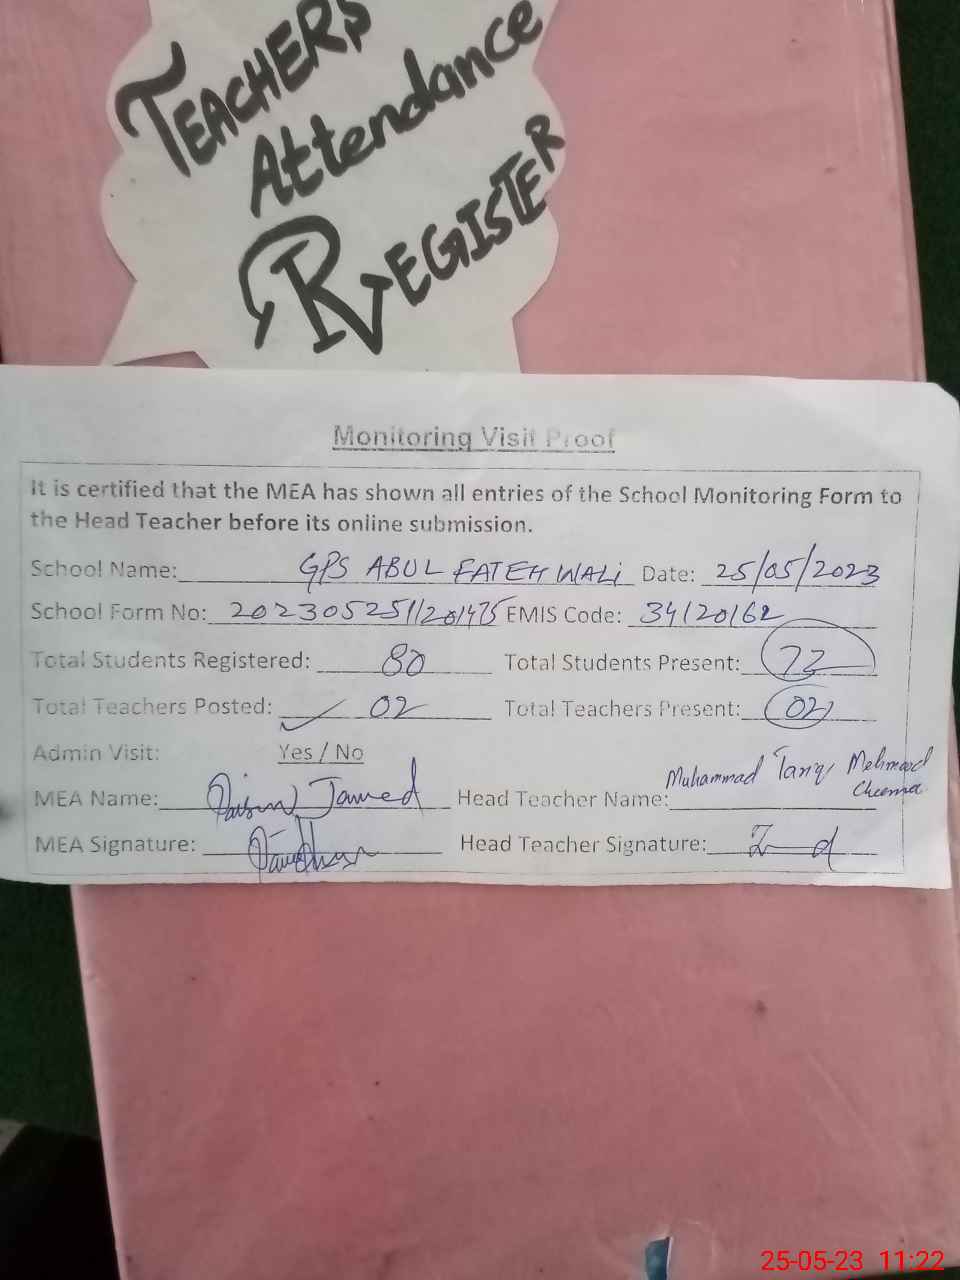 TEACHERS
Attendance
REGISTER
Monitoring Visit Proof
It is certified that the MEA has shown all entries of the School Monitoring Form to
the Head Teacher before its online submission.
School Name: GPS ABUL FATEH WALI Date: 25/05/2023
School Form No: EMIS Code: 34120162
Total Students Registered: 80 Total Students Present: 72
Total Teachers Posted: 02 Total Teachers Present: 02
Admin Visit: Yes / No
MEA Name: Javed Head Teacher Name: Muhammad Tariq Mehmood Cheema
MEA Signature: Head Teacher Signature:
25-05-23 11:22